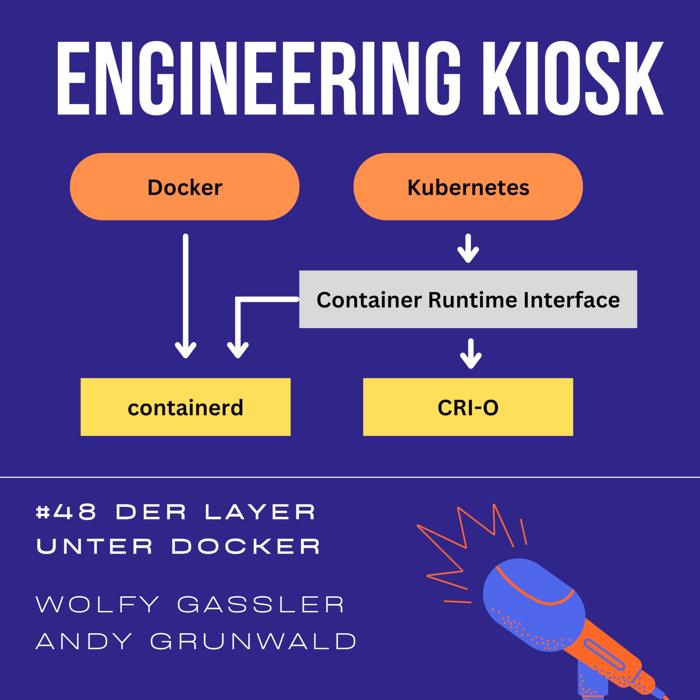 ENGINEERING KIOSK
Docker
Kubernetes
Container Runtime Interface
containerd
CRI-O
#48 DER LAYER
UNTER DOCKER
WOLFY GASSLER
ANDY GRUNWALD